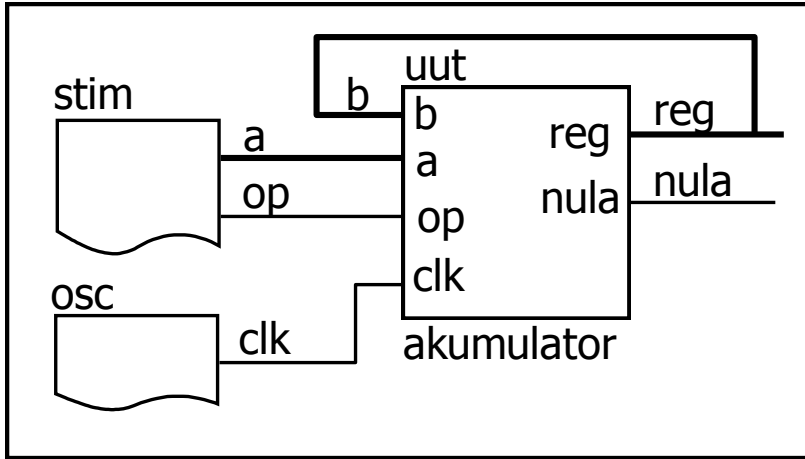 uut
stim
b
b
a
a
reg
reg
op
op
nula
nula
osc
clk
clk
akumulator